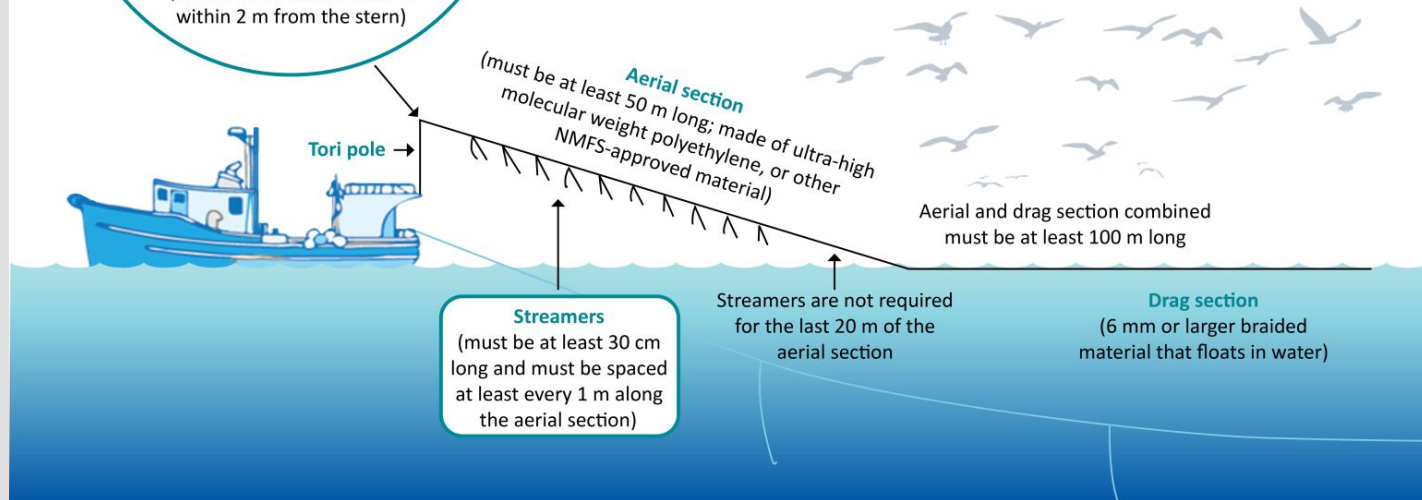 within 2 m from the stern)
Tori pole
Aerial section
(must be at least 50 m long; made of ultra-high
molecular weight polyethylene, or other
NMFS-approved material)
Aerial and drag section combined
must be at least 100 m long
Streamers
(must be at least 30 cm
long and must be spaced
at least every 1 m along
the aerial section)
Streamers are not required
for the last 20 m of the
aerial section
Drag section
(6 mm or larger braided
material that floats in water)